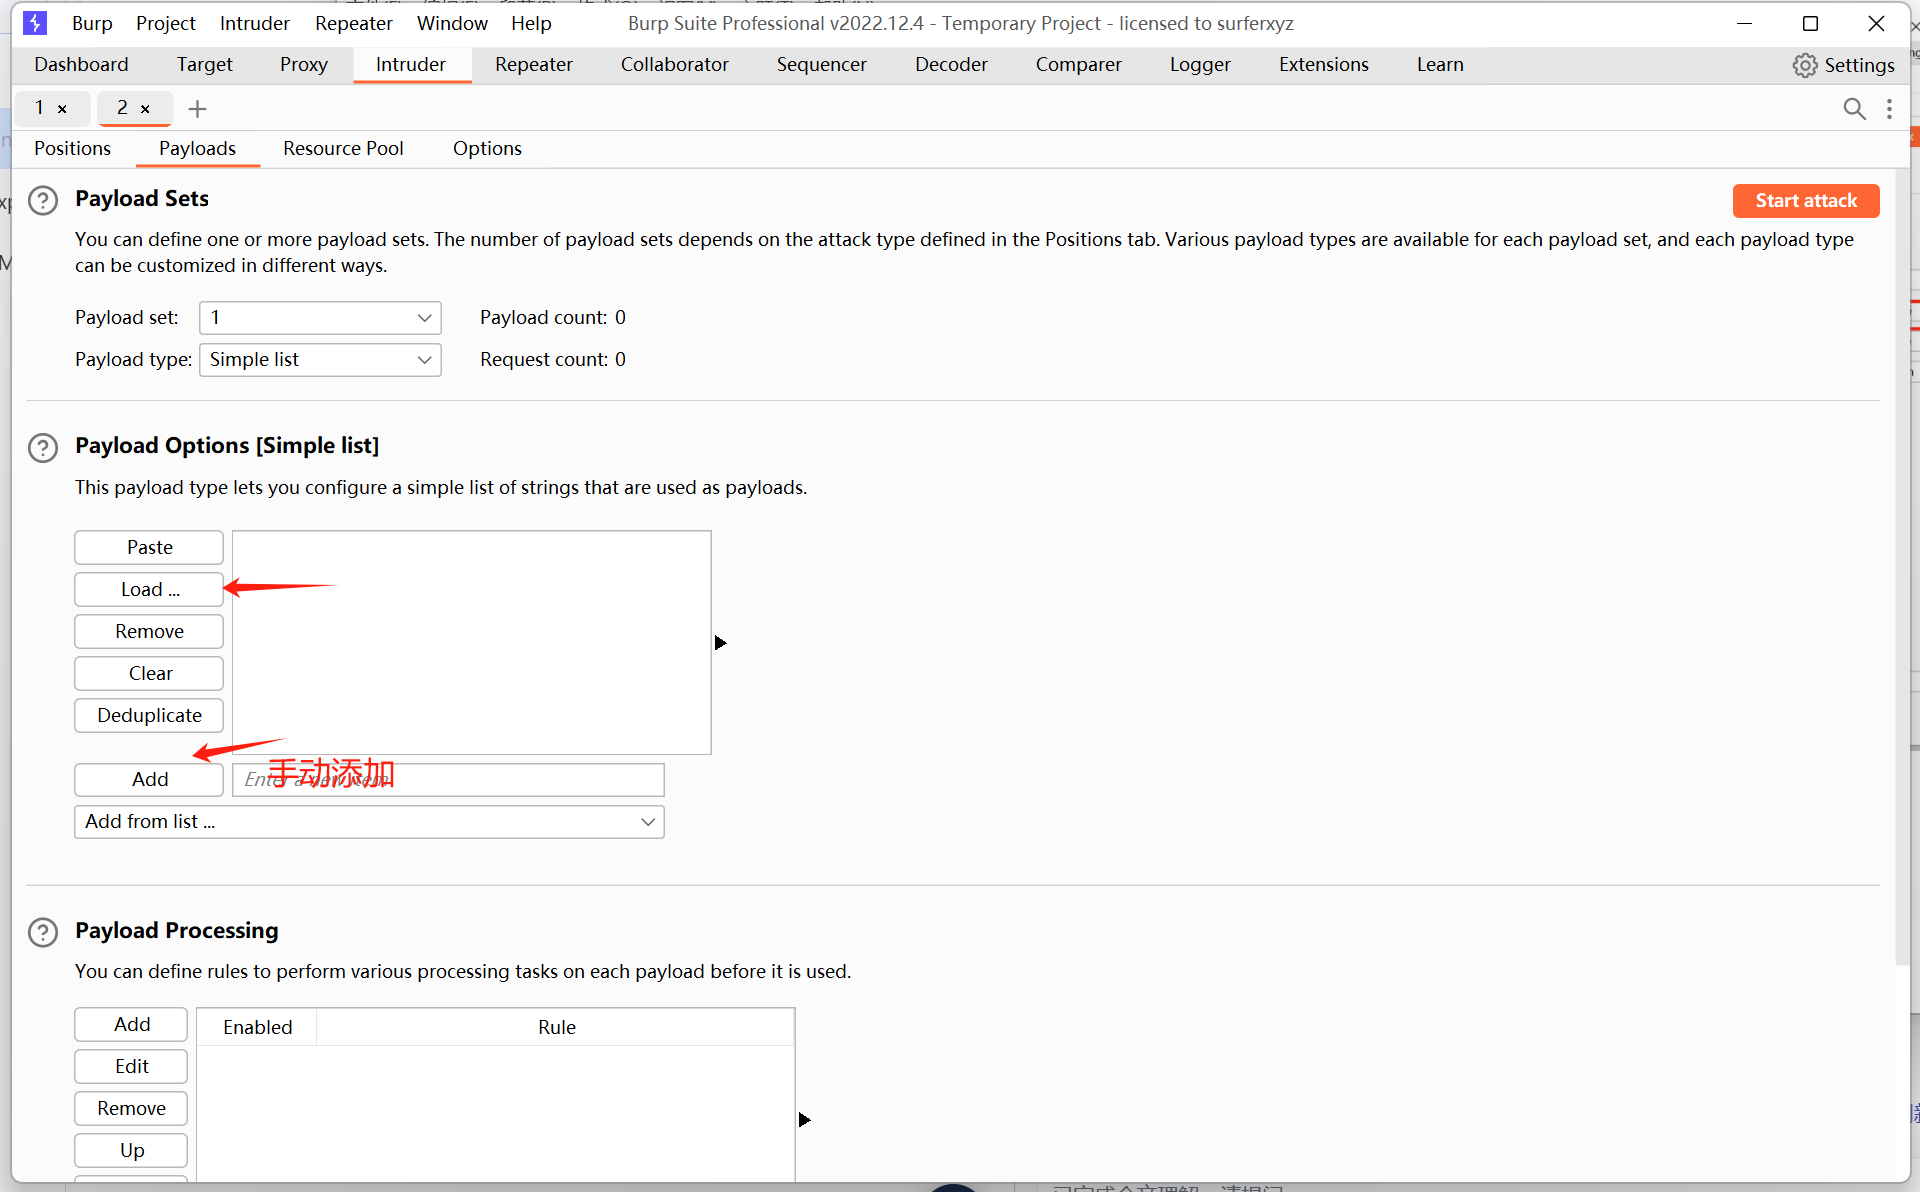 Burp Project Intruder Repeater Window Help Burp Suite Professional v2022.12.4 - Temporary Project - licensed to surferxyz
Dashboard Target Proxy Intruder Repeater Collaborator Sequencer Decoder Comparer Logger Extensions Learn Settings
1 × 2 × +
Positions Payloads Resource Pool Options
Payload Sets
Start attack
You can define one or more payload sets. The number of payload sets depends on the attack type defined in the Positions tab. Various payload types are available for each payload set, and each payload type
can be customized in different ways.
Payload set: 1 Payload count: 0
Payload type: Simple list Request count: 0
Payload Options [Simple list]
This payload type lets you configure a simple list of strings that are used as payloads.
Paste
Load ...
Remove
Clear
Deduplicate
手动添加
Add Enter a new item
Add from list ...
Payload Processing
You can define rules to perform various processing tasks on each payload before it is used.
Add Enabled Rule
Edit
Remove
Up